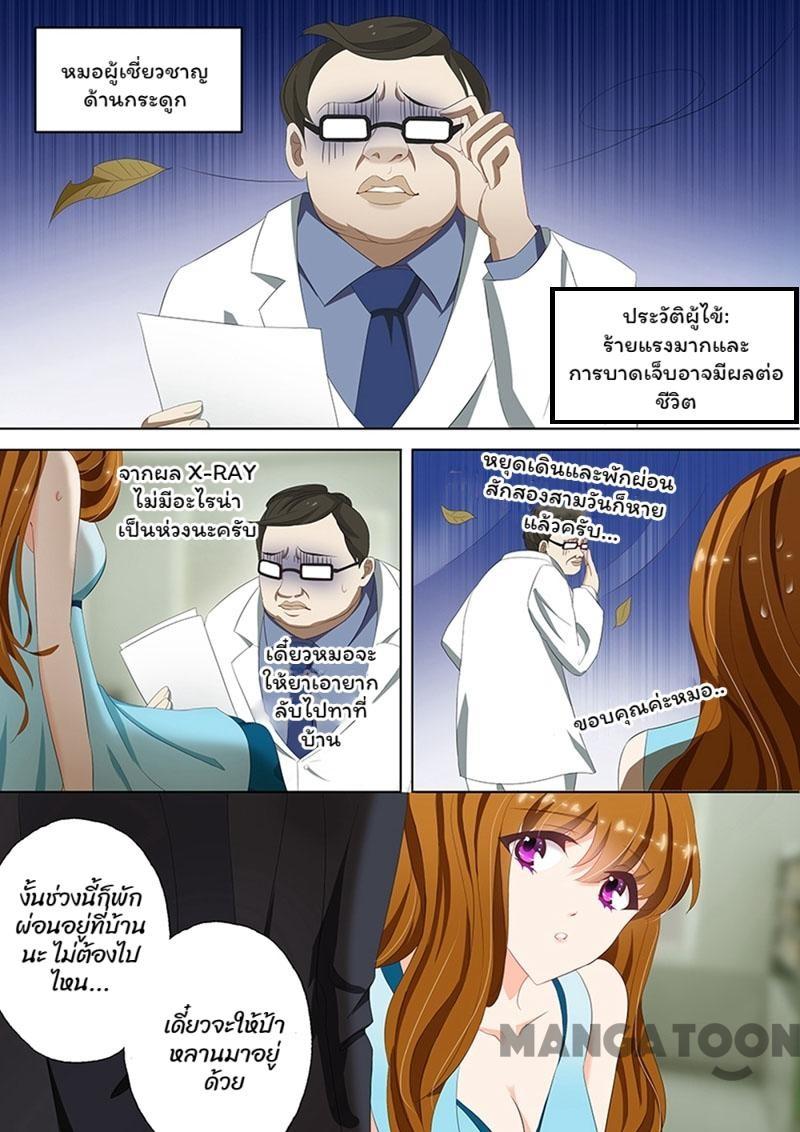 หมอผู้เชี่ยวชาญ
ด้านกระดูก
ประวัติผู้ไข้:
ร้ายแรงมากและ
การบาดเจ็บอาจมีผลต่อ
ชีวิต
จากผล X-RAY
ไม่มีอะไรน่า
เป็นห่วงนะครับ
เดี๋ยวหมอจะ
ให้ยาเอายาก
ลับไปทาที่
บ้าน
หยุดเดินและพักผ่อน
สักสองสามวันก็หาย
แล้วครับ...
ขอบคุณค่ะหมอ..
งั้นช่วงนี้ก็พัก
ผ่อนอยู่ที่บ้าน
นะ ไม่ต้องไป
ไหน...
เดี๋ยวจะให้ป้า
หลานมาอยู่
ด้วย
MANGATOON